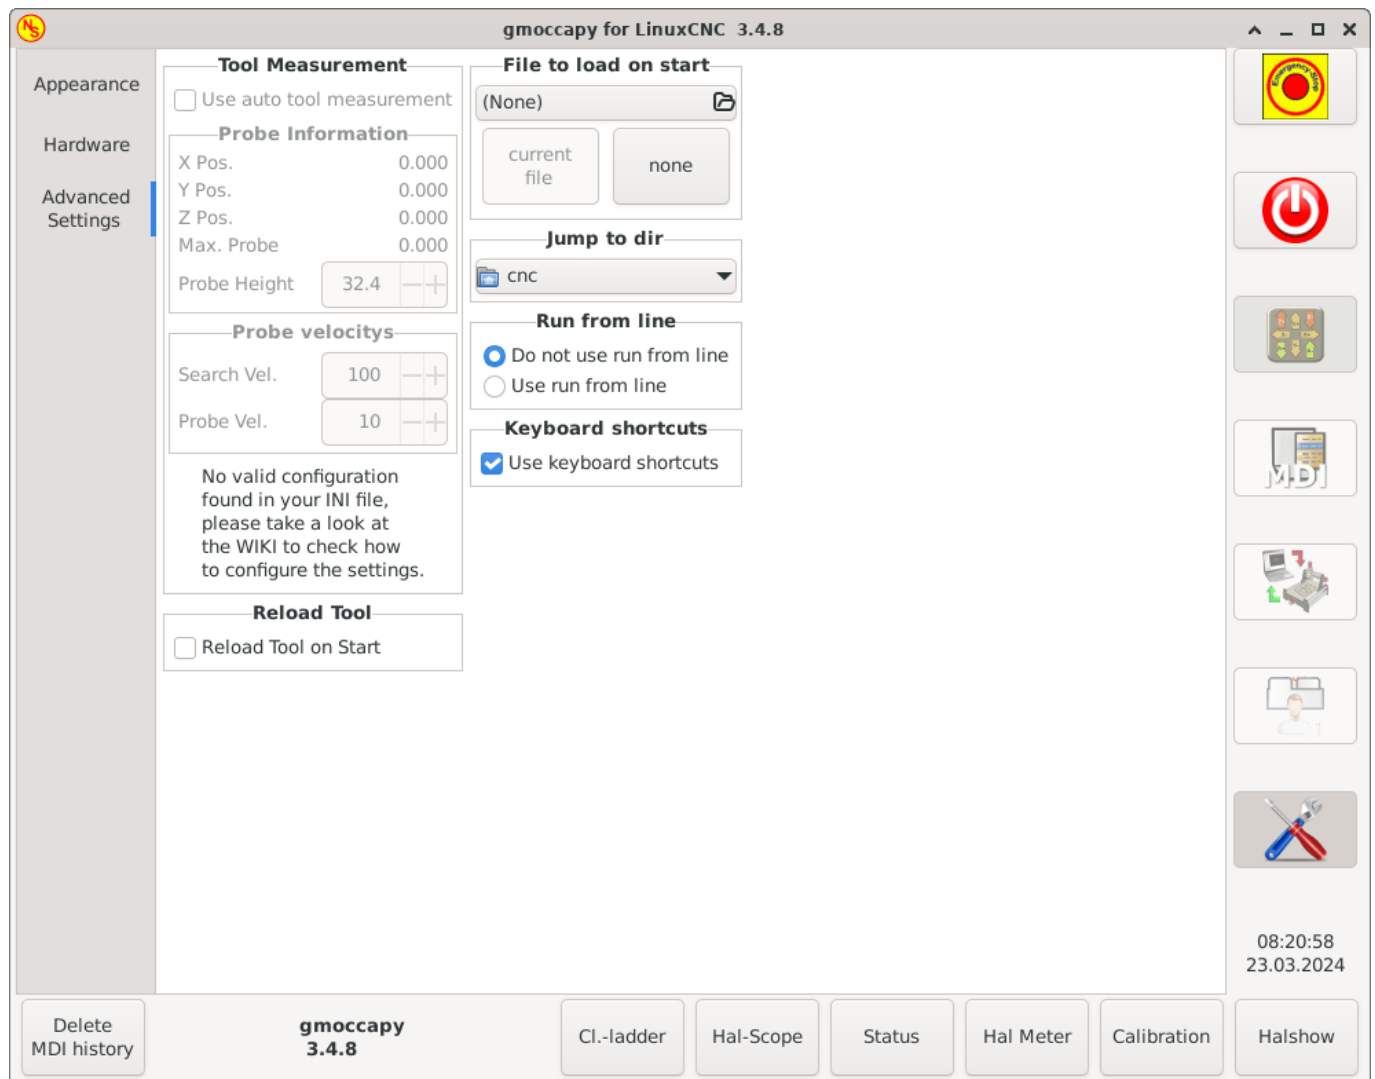 NS
gmoccapy for LinuxCNC 3.4.8
Appearance
Hardware
Advanced
Settings
Tool Measurement
Use auto tool measurement
Probe Information
X Pos. 0.000
Y Pos. 0.000
Z Pos. 0.000
Max. Probe 0.000
Probe Height 32.4
Probe velocitys
Search Vel. 100
Probe Vel. 10
No valid configuration
found in your INI file,
please take a look at
the WIKI to check how
to configure the settings.
Reload Tool
Reload Tool on Start
File to load on start
(None)
current
file
none
Jump to dir
cnc
Run from line
Do not use run from line
Use run from line
Keyboard shortcuts
Use keyboard shortcuts
Emergency-Stop
MDI
08:20:58
23.03.2024
Delete
MDI history
gmoccapy
3.4.8
Cl.-ladder
Hal-Scope
Status
Hal Meter
Calibration
Halshow